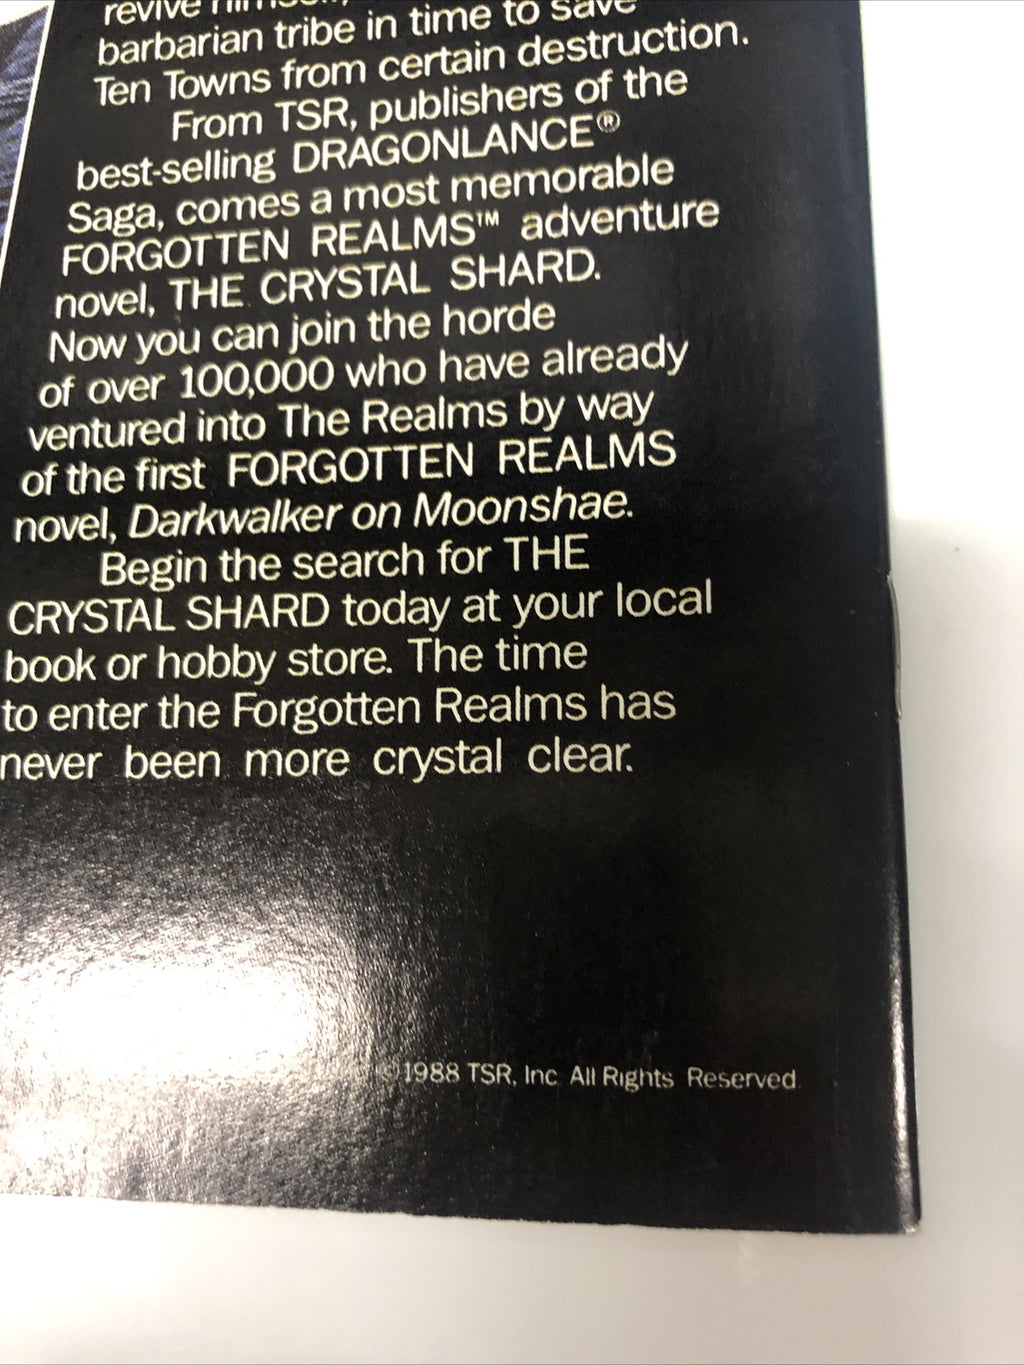 revive
barbarian tribe in time to save
Ten Towns from certain destruction.
From TSR, publishers of the
best-selling DRAGONLANCE®
Saga, comes a most memorable
FORGOTTEN REALMS™ adventure
novel, THE CRYSTAL SHARD.
Now you can join the horde
of over 100,000 who have already
ventured into The Realms by way
of the first FORGOTTEN REALMS
novel, Darkwalker on Moonshae.
Begin the search for THE
CRYSTAL SHARD today at your local
book or hobby store. The time
to enter the Forgotten Realms has
never been more crystal clear.
©1988 TSR, Inc All Rights Reserved.